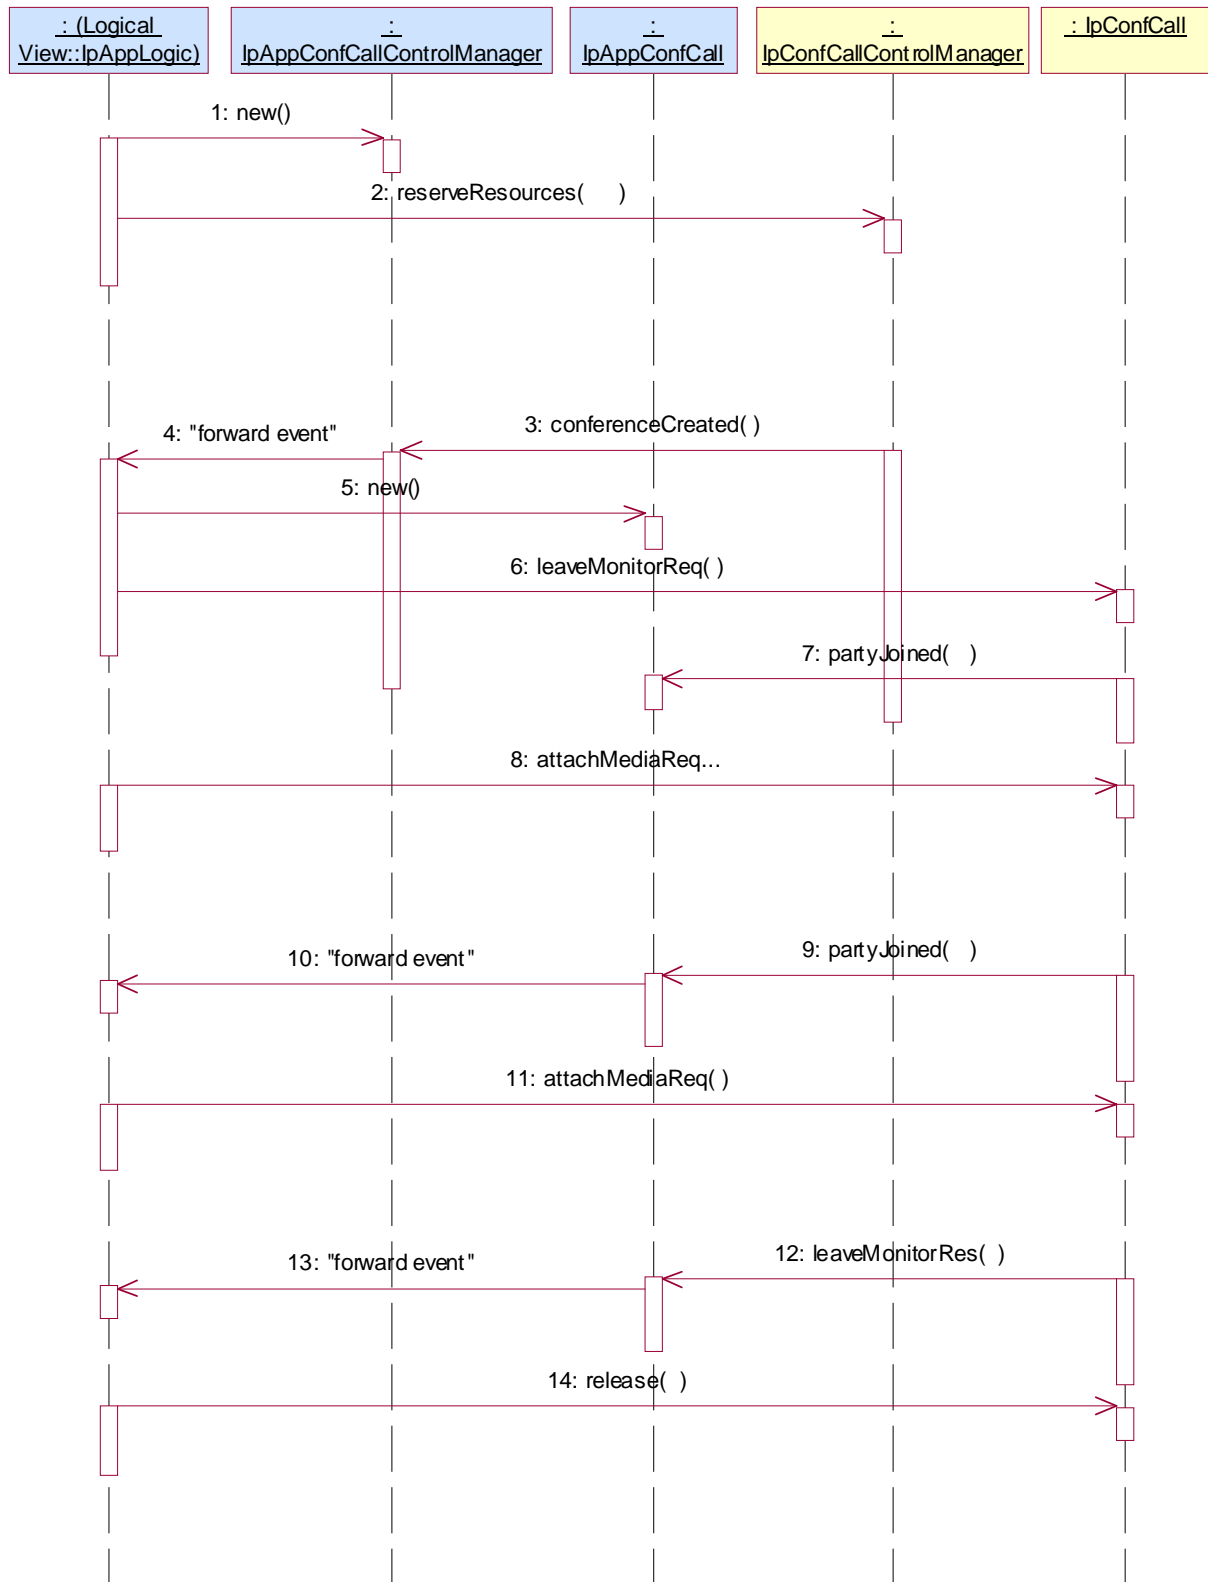 : (Logical
View::IpAppLogic)
:
IpAppConfCallControlManager
:
IpAppConfCall
:
IpConfCallControlManager
: IpConfCall
1: new()
2: reserveResources( )
3: conferenceCreated( )
4: "forward event"
5: new()
6: leaveMonitorReq( )
7: partyJoined( )
8: attachMediaReq...
9: partyJoined( )
10: "forward event"
11: attachMediaReq( )
12: leaveMonitorRes( )
13: "forward event"
14: release( )